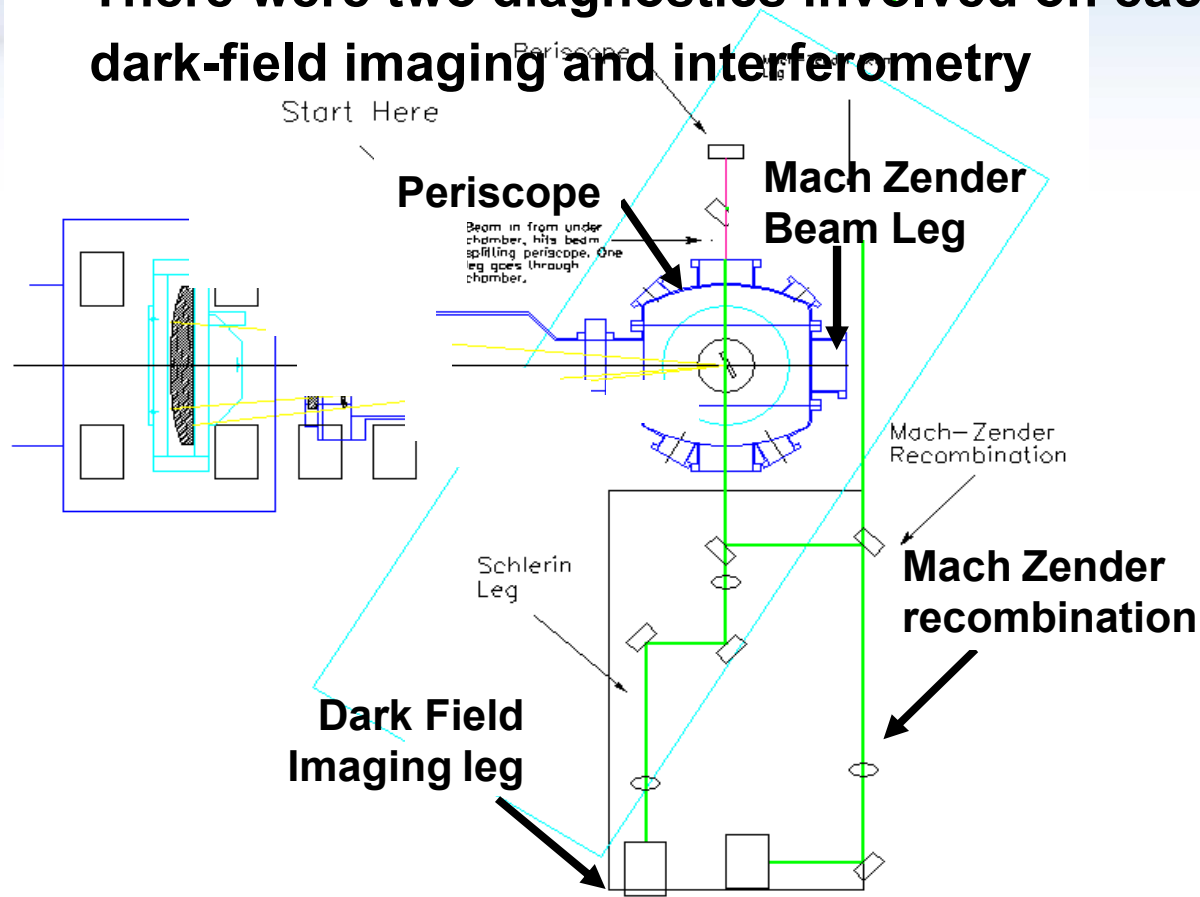 There were two diagnostics involved on eac
dark-field imaging and interferometry
Periscope
Leg
Start Here
Periscope
Mach Zender
Beam Leg
Beam in from under
chamber, hits beam
splitting periscope. One
leg goes through
chamber.
Mach-Zender
Recombination
Schlerin
Leg
Mach Zender
recombination
Dark Field
Imaging leg